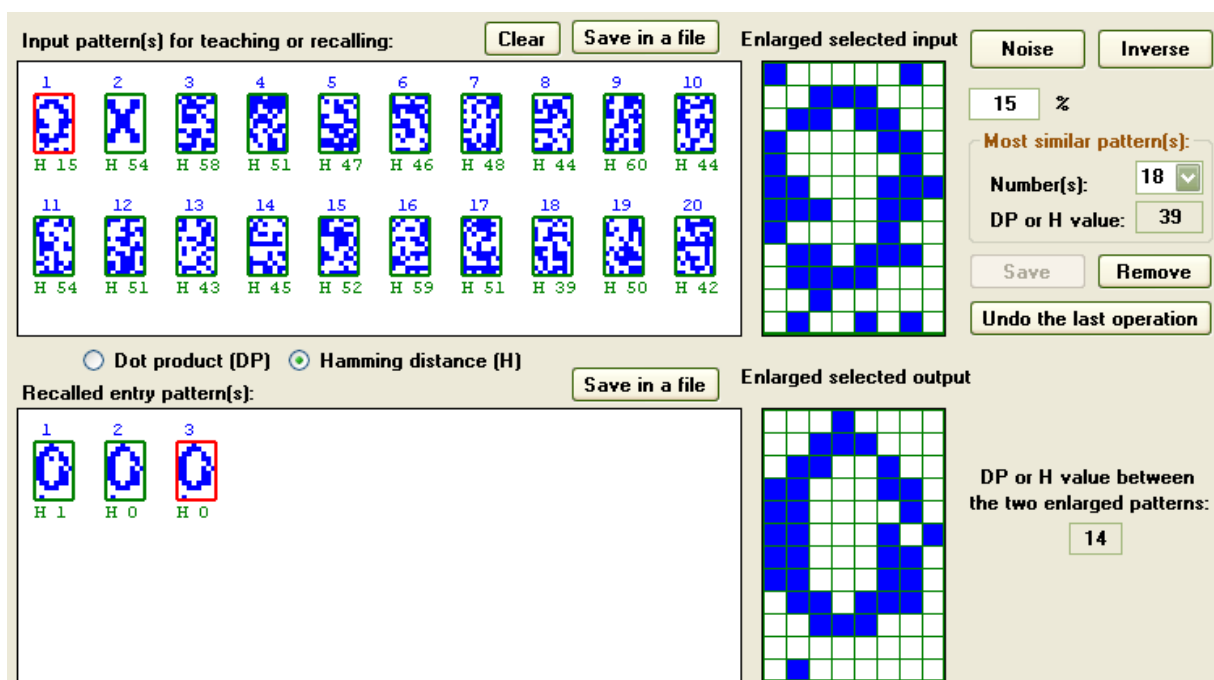 Input pattern(s) for teaching or recalling:
Clear
Save in a file
Enlarged selected input
Noise
Inverse
1 2 3 4 5 6 7 8 9 10
15 %
H 15 H 54 H 58 H 51 H 47 H 46 H 48 H 44 H 60 H 44
Most similar pattern(s):
Number(s): 18
11 12 13 14 15 16 17 18 19 20
DP or H value: 39
H 54 H 51 H 43 H 45 H 52 H 59 H 51 H 39 H 50 H 42
Save
Remove
Undo the last operation
Dot product (DP)
Hamming distance (H)
Recalled entry pattern(s):
Save in a file
Enlarged selected output
1 2 3
H 1 H 0 H 0
DP or H value between
the two enlarged patterns:
14